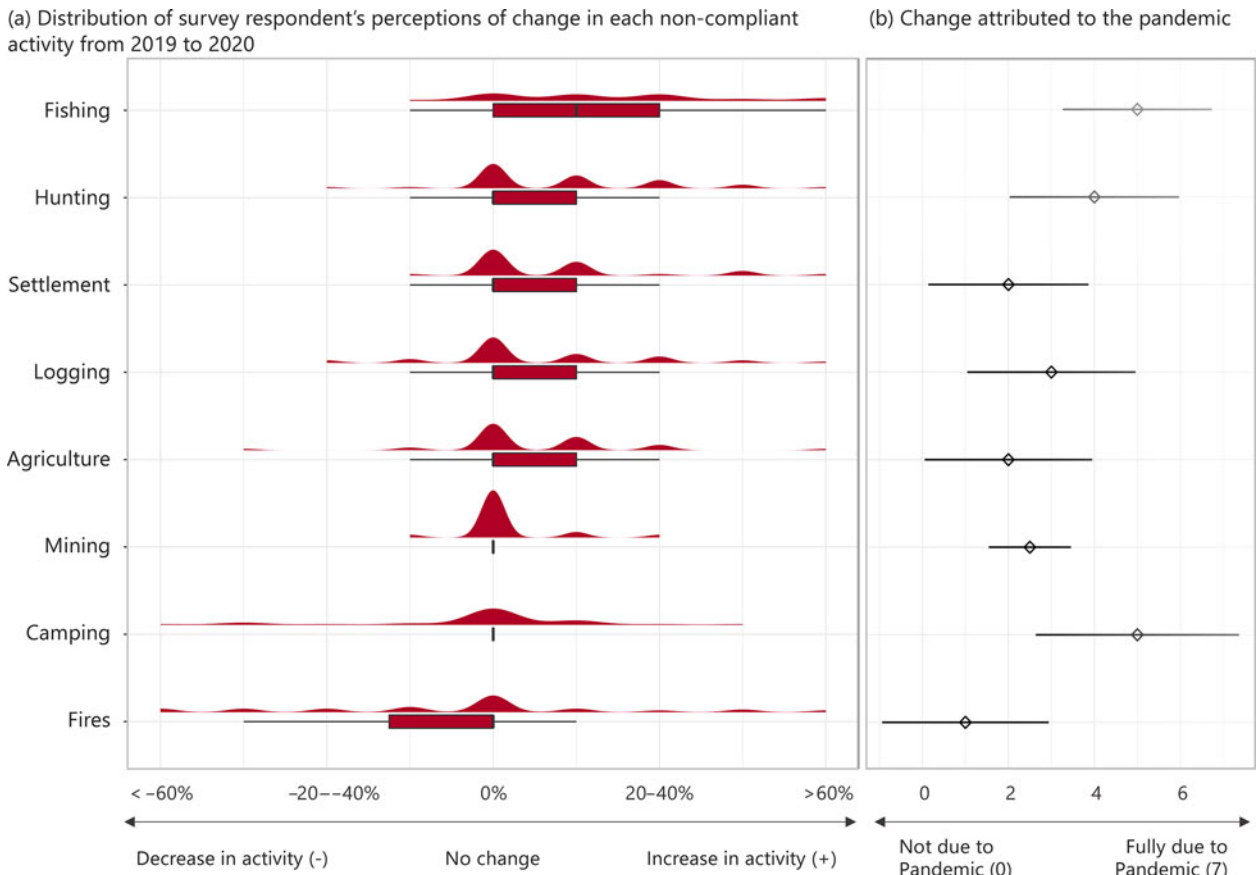 (a) Distribution of survey respondent's perceptions of change in each non-compliant
activity from 2019 to 2020
(b) Change attributed to the pandemic
Fishing
Hunting
Settlement
Logging
Agriculture
Mining
Camping
Fires
< -60%
-20--40%
0%
20-40%
>60%
0
2
4
6
Decrease in activity (-)
No change
Increase in activity (+)
Not due to
Pandemic (0)
Fully due to
Pandemic (7)